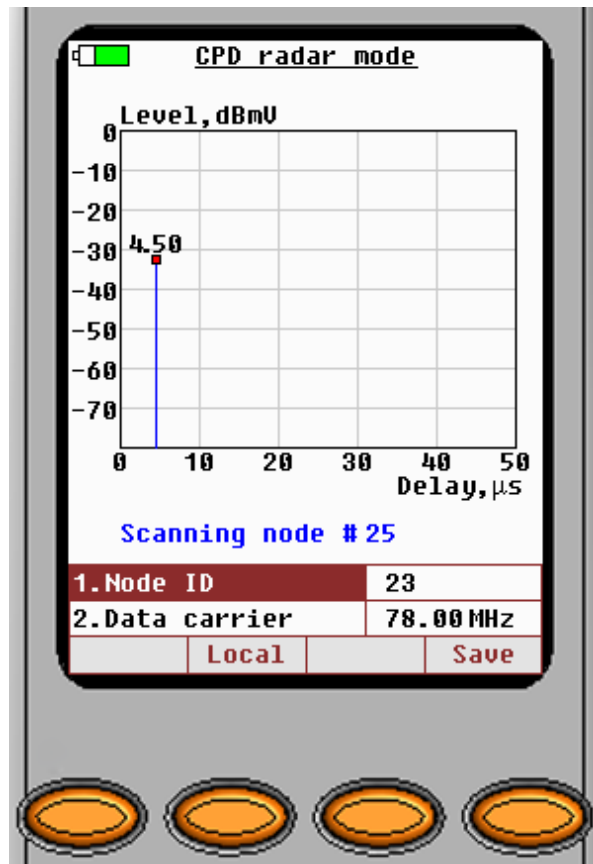 CPD radar mode
Level,dBmV
0
-10
-20
4.50
-30
-40
-50
-60
-70
0 10 20 30 40 50
Delay,µs
Scanning node # 25
1.Node ID 23
2.Data carrier 78.00 MHz
Local Save